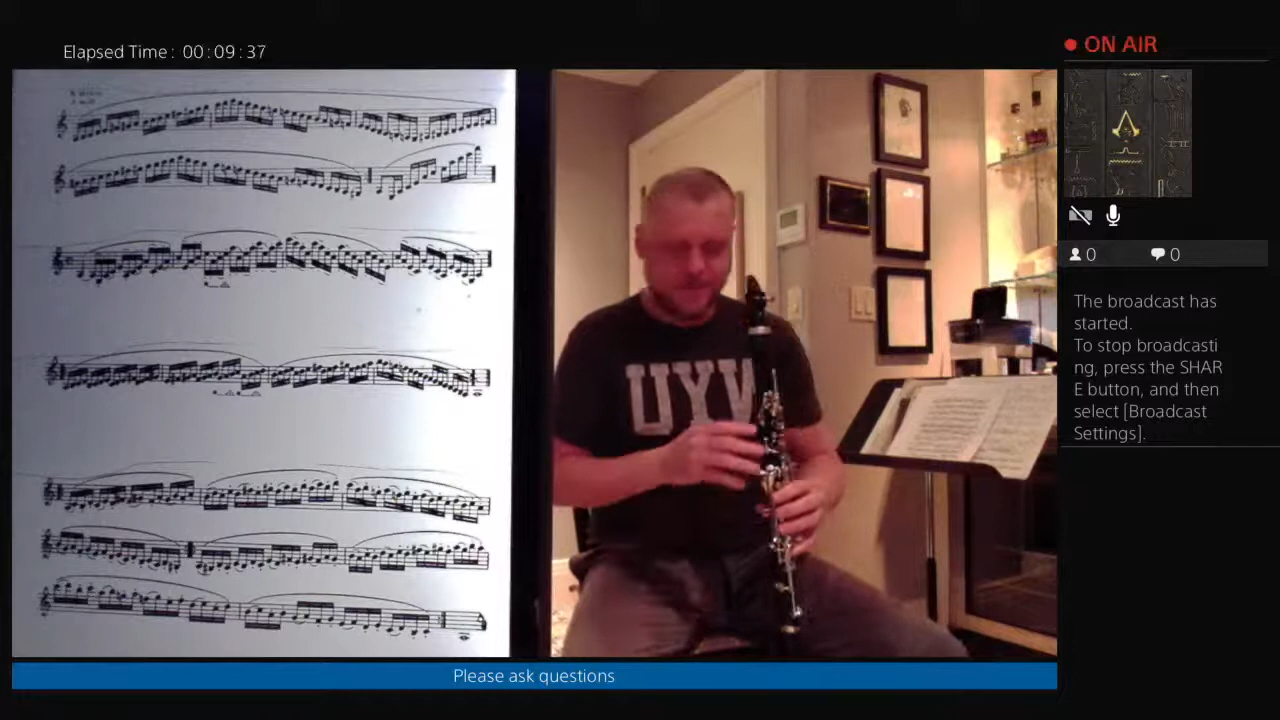 Elapsed Time: 00:09:37
ON AIR
0
0
The broadcast has
started.
To stop broadcasti
ng, press the SHAR
E button, and then
select [Broadcast
Settings].
UYW
Please ask questions